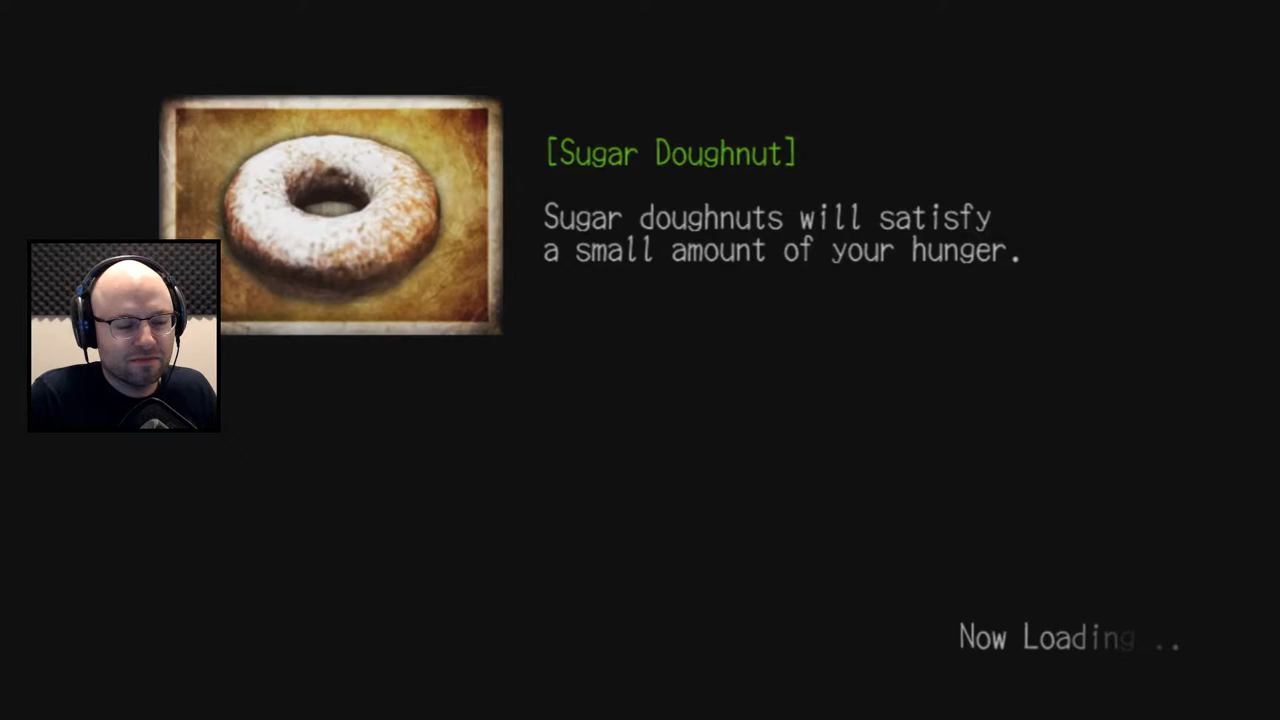 [Sugar Doughnut]
Sugar doughnuts will satisfy
a small amount of your hunger.
Now Loading ..